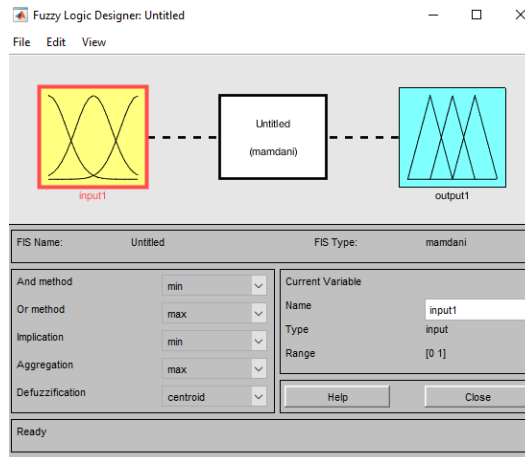 Fuzzy Logic Designer: Untitled
File Edit View
Untitled
(mamdani)
input1
output1
FIS Name: Untitled FIS Type: mamdani
And method min
Or method max
Implication min
Aggregation max
Defuzzification centroid
Current Variable
Name input1
Type input
Range [0 1]
Help Close
Ready